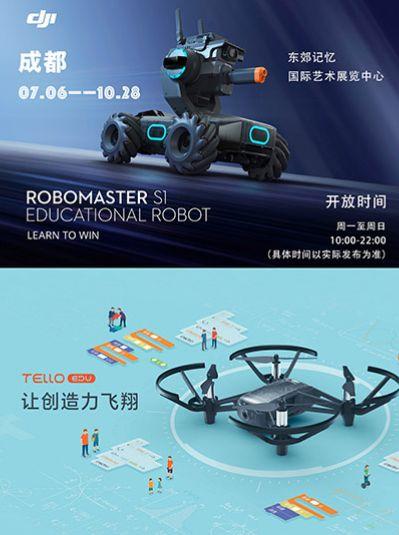 dji
成都
07.06——10.28
东郊记忆
国际艺术展览中心
ROBOMASTER S1
EDUCATIONAL ROBOT
LEARN TO WIN
开放时间
周一至周日
10:00-22:00
(具体时间以实际发布为准)
TELLO EDU
让创造力飞翔